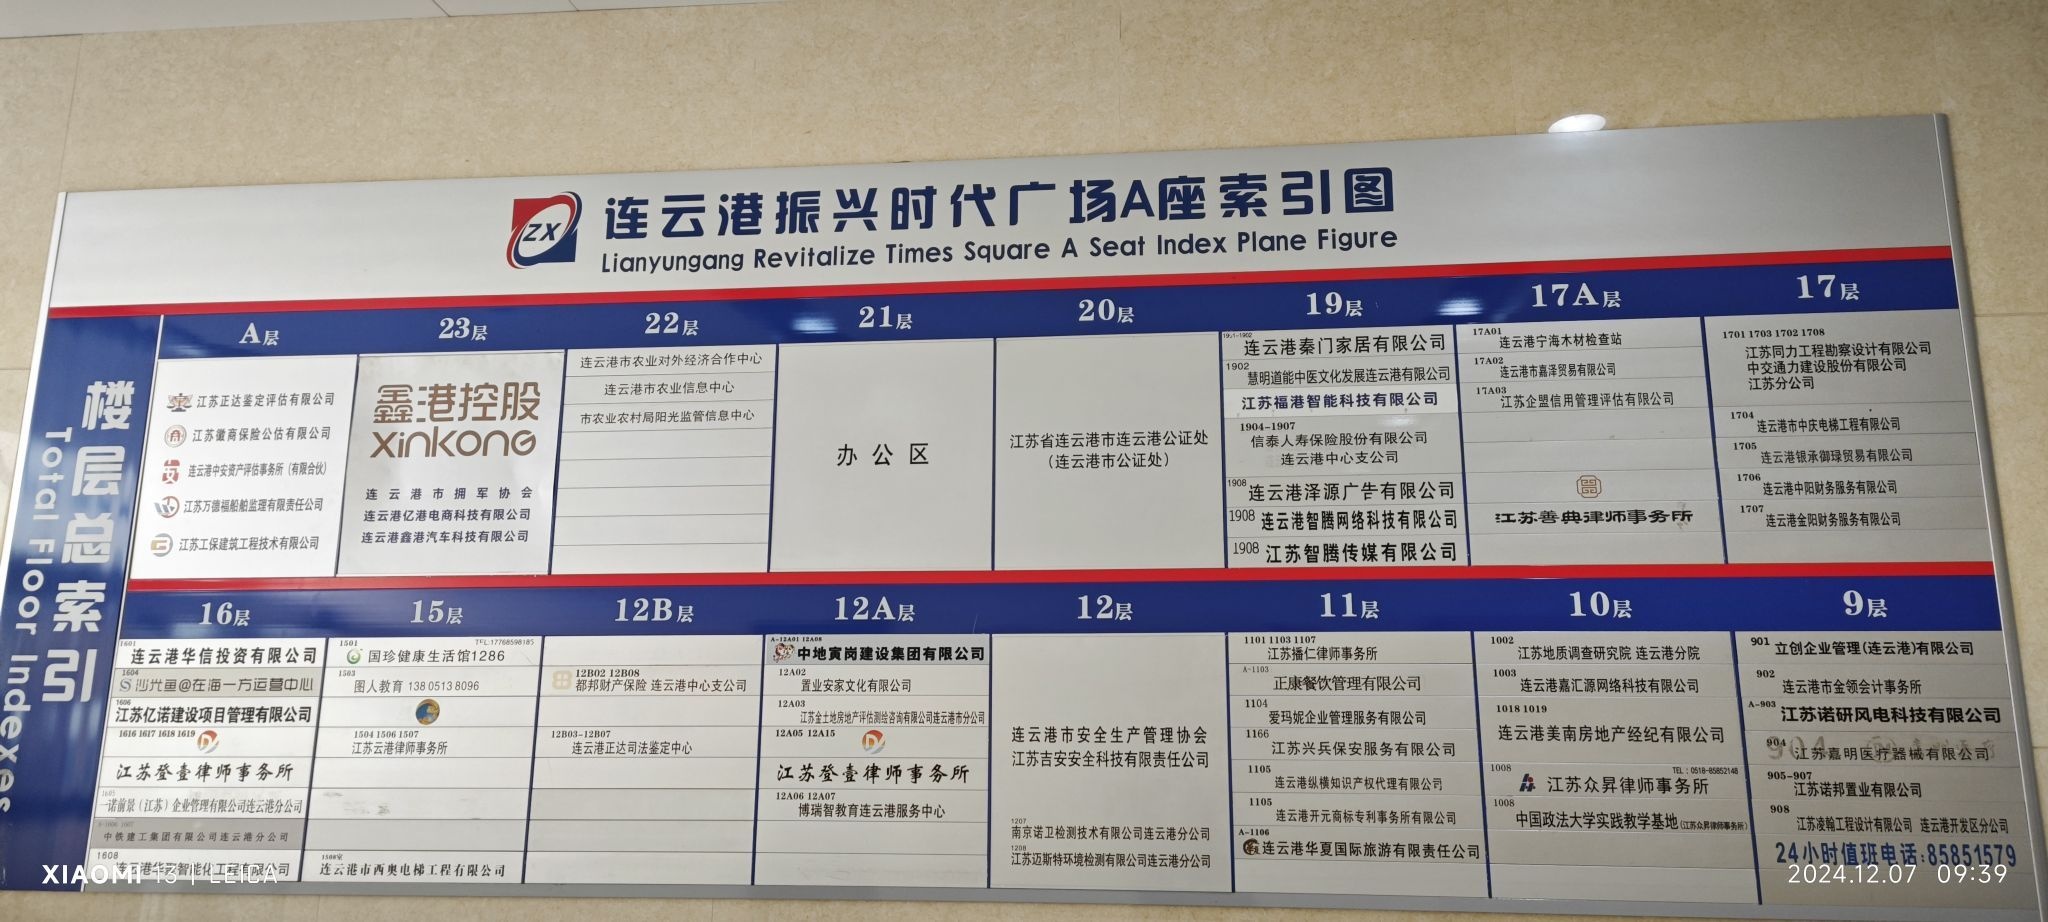 ZX
连云港振兴时代广场A座索引图
Lianyungang Revitalize Times Square A Seat Index Plane Figure
楼层总索引
Total Floor Indexes
A层
江苏正达鉴定评估有限公司
江苏徽商保险公估有限公司
连云港中安资产评估事务所（有限合伙）
江苏万德福船舶监理有限责任公司
江苏工保建筑工程技术有限公司
23层
鑫港控股
XINKONG
连云港市拥军协会
连云港亿港电商科技有限公司
连云港鑫港汽车科技有限公司
22层
连云港市农业对外经济合作中心
连云港市农业信息中心
市农业农村局阳光监管信息中心
21层
办公区
20层
江苏省连云港市连云港公证处
（连云港市公证处）
19层
1901-1902
连云港秦门家居有限公司
1902
慧明道能中医文化发展连云港有限公司
江苏福港智能科技有限公司
1904-1907
信泰人寿保险股份有限公司
连云港中心支公司
1908 连云港泽源广告有限公司
1908 连云港智腾网络科技有限公司
1908 江苏智腾传媒有限公司
17A层
17A01
连云港宁海木材检查站
17A02
连云港市嘉泽贸易有限公司
17A03
江苏企盟信用管理评估有限公司
江苏善典律师事务所
17层
1701 1703 1702 1708
江苏同力工程勘察设计有限公司
中交通力建设股份有限公司
江苏分公司
1704
连云港市中庆电梯工程有限公司
1705
连云港银承御琭贸易有限公司
1706
连云港中阳财务服务有限公司
1707
连云港金阳财务服务有限公司
16层
1601
连云港华信投资有限公司
1604
沙光鱼@在海一方运营中心
1606
江苏亿诺建设项目管理有限公司
1616 1617 1618 1619
江苏登壹律师事务所
1605
一诺前景（江苏）企业管理有限公司连云港分公司
中铁建工集团有限公司连云港分公司
1608
智能化工程有限公司
15层
1501
TEL:17768598185
国珍健康生活馆1286
1503
图人教育 138 0513 8096
1504 1506 1507
江苏云港律师事务所
1508室
连云港市西奥电梯工程有限公司
12B层
12B02 12B08
都邦财产保险 连云港中心支公司
12B03-12B07
连云港正达司法鉴定中心
12A层
A-12A01 12A08
中地寅岗建设集团有限公司
12A02
置业安家文化有限公司
12A03
江苏金土地房地产评估测绘咨询有限公司连云港市分公司
12A05 12A15
江苏登壹律师事务所
12A06 12A07
博瑞智教育连云港服务中心
12层
连云港市安全生产管理协会
江苏吉安安全科技有限责任公司
1207
南京诺卫检测技术有限公司连云港分公司
1208
江苏迈斯特环境检测有限公司连云港分公司
11层
1101 1103 1107
江苏播仁律师事务所
A-1103
正康餐饮管理有限公司
1104
爱玛妮企业管理服务有限公司
1166
江苏兴兵保安服务有限公司
1105
连云港纵横知识产权代理有限公司
1105
连云港开元商标专利事务所有限公司
A-1106
连云港华夏国际旅游有限责任公司
10层
1002
江苏地质调查研究院 连云港分院
1003
连云港嘉汇源网络科技有限公司
1018 1019
连云港美南房地产经纪有限公司
1008
TEL：0518-85852148
江苏众昇律师事务所
1008
中国政法大学实践教学基地（江苏众昇律师事务所）
9层
901
立创企业管理(连云港)有限公司
902
连云港市金领会计事务所
A-903
江苏诺研风电科技有限公司
904
江苏嘉明医疗器械有限公司
905-907
江苏诺邦置业有限公司
908
江苏凌翰工程设计有限公司 连云港开发区分公司
24小时值班电话：85851579
XIAOMI 13 | LEICA
2024.12.07 09:39